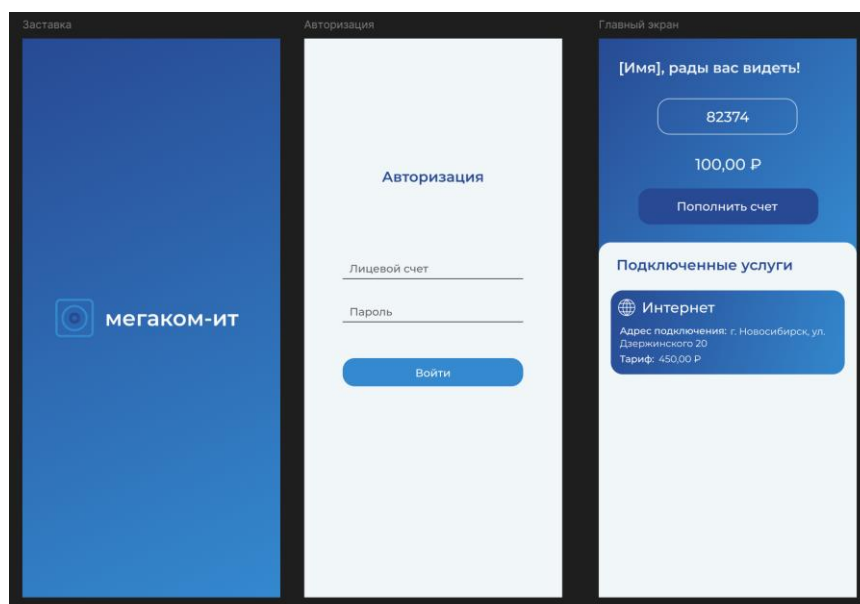 Заставка
мегаком-ит
Авторизация
Авторизация
Лицевой счет
Пароль
Войти
Главный экран
[Имя], рады вас видеть!
82374
100,00 ₽
Пополнить счет
Подключенные услуги
Интернет
Адрес подключения: г. Новосибирск, ул.
Дзержинского 20
Тариф: 450,00 ₽